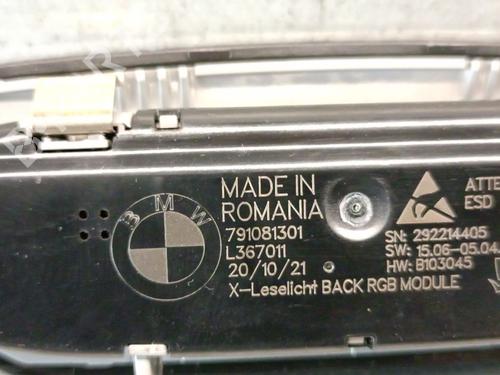 BMW
MADE IN
ROMANIA
791081301
L367011
20/10/21
X-Leselicht BACK RGB MODULE
ATTE
ESD
SN: 292214405
SW: 15.06-05.04
HW: B103045